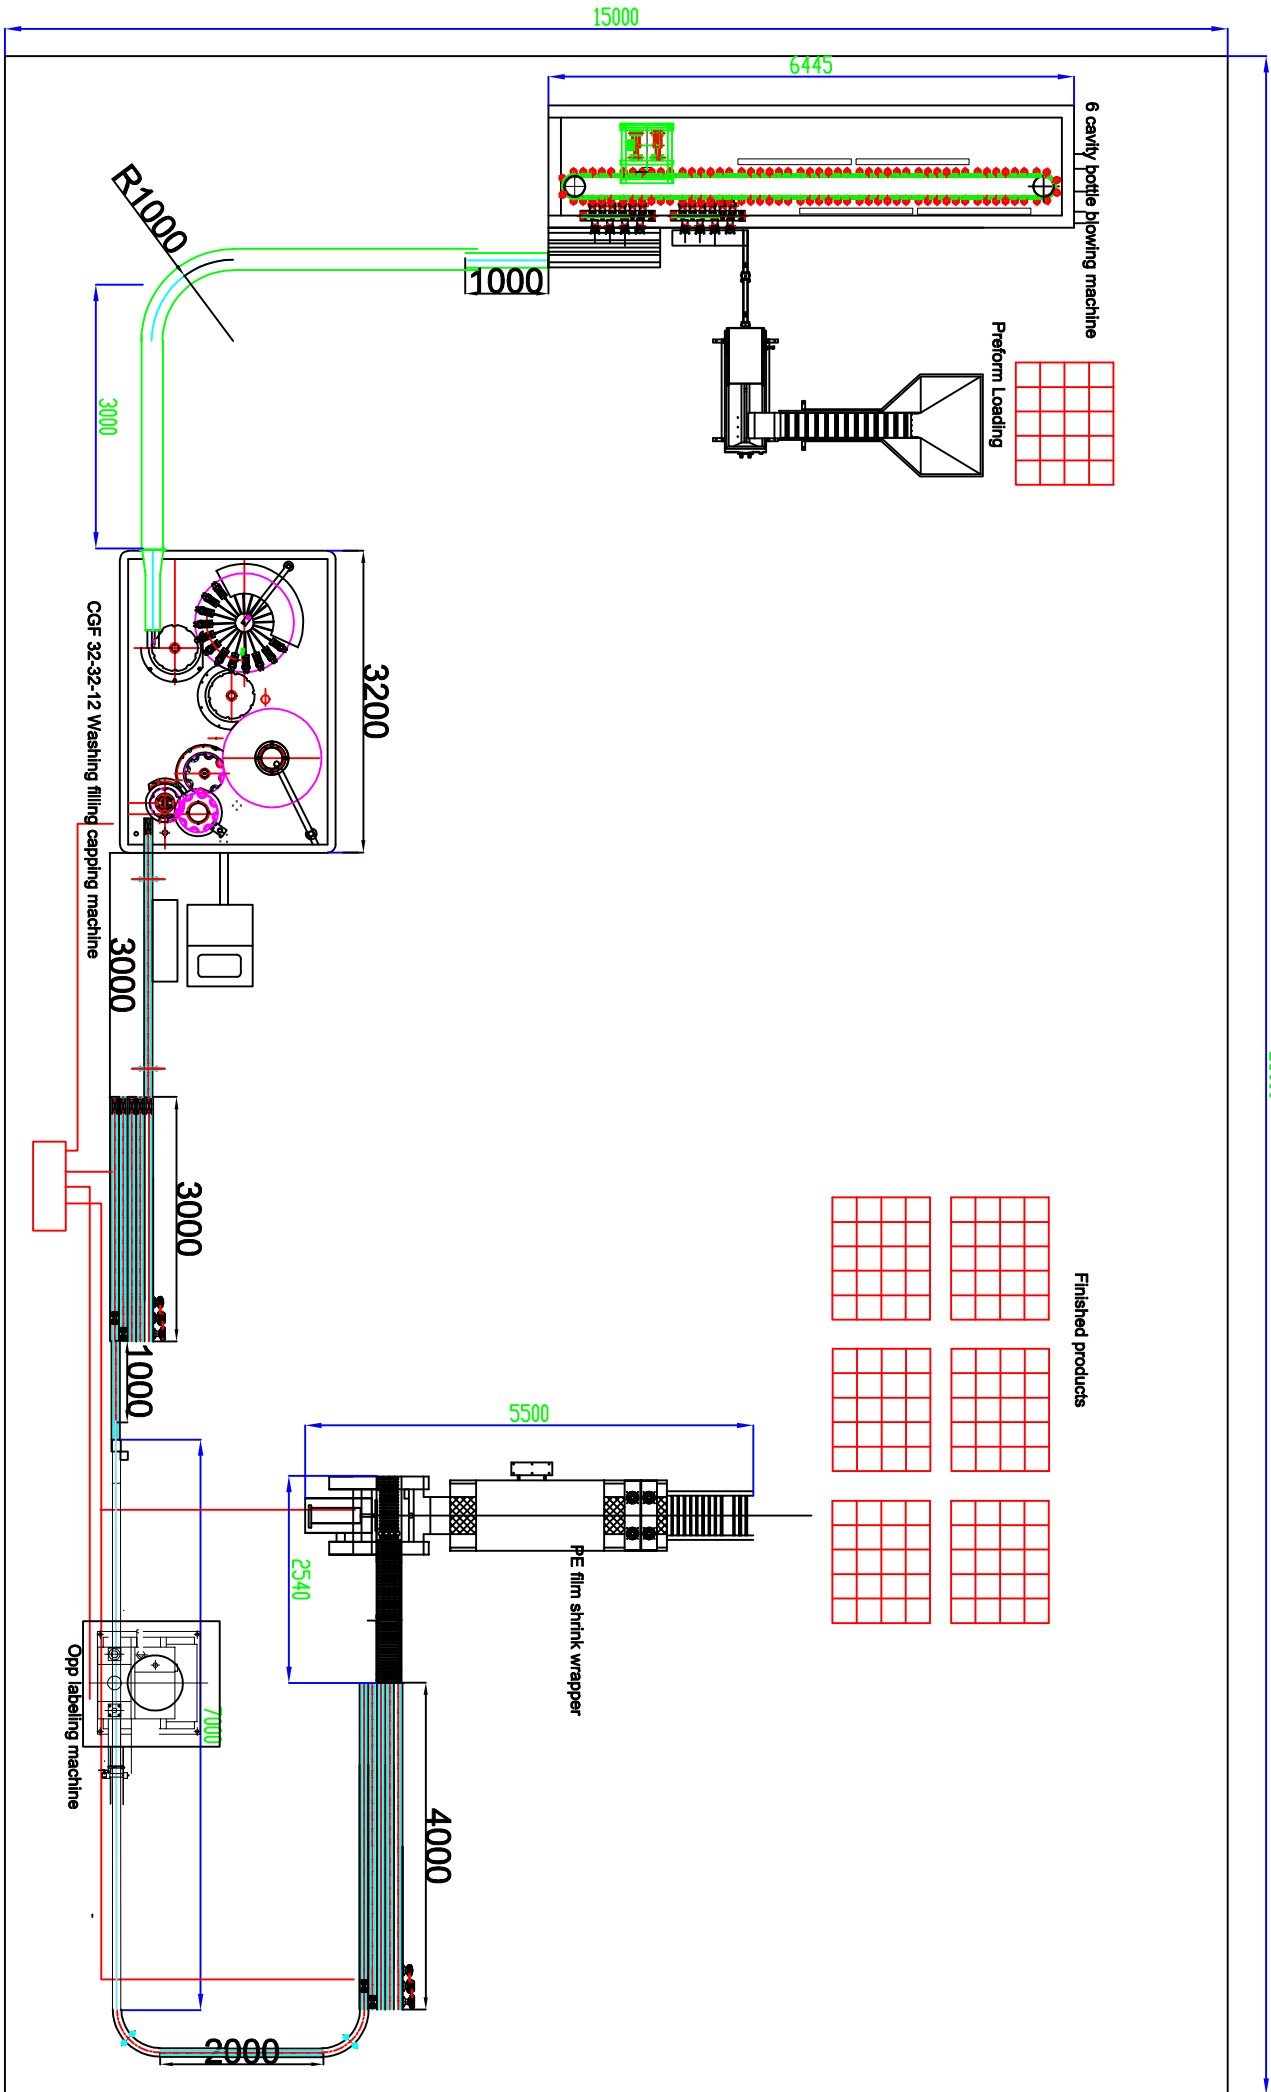 15000
6445
6 cavity bottle blowing machine
R1000
1000
Preform Loading
3000
3200
CGF 32-32-12 Washing filling capping machine
3000
3000
Finished products
1000
5500
PE film shrink wrapper
2540
Opp labeling machine
7000
4000
2000